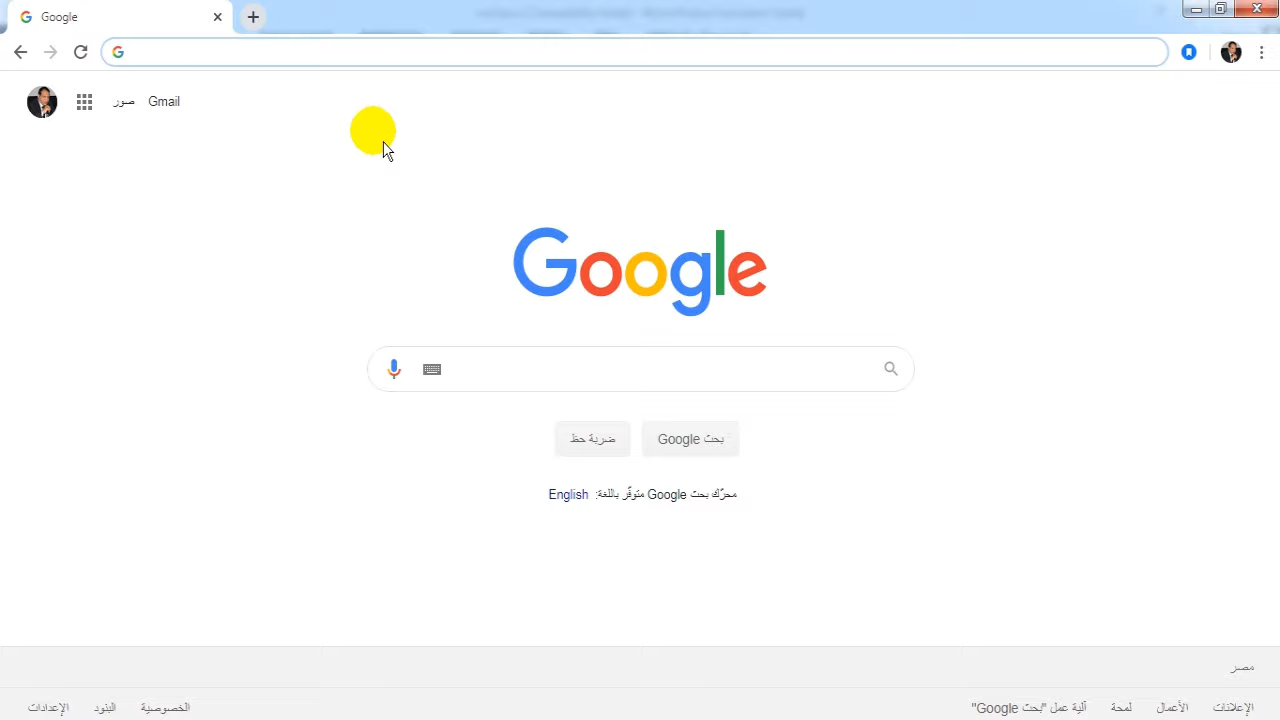 Google
صور Gmail
Google
بحث Google
ضربة حظ
محرّك بحث Google متوفّر باللغة: English
مصر
الإعلانات الأعمال لمحة آلية عمل "بحث Google"
الخصوصية البنود الإعدادات